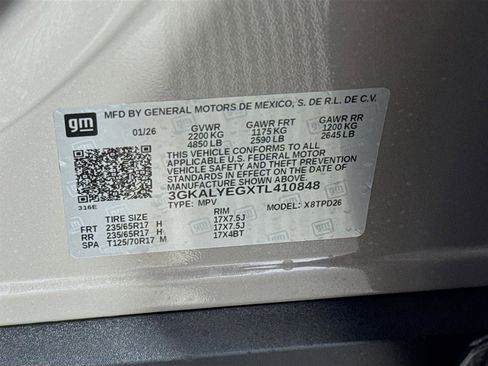 MFD BY GENERAL MOTORS DE MEXICO, S. DE R.L. DE C.V.
gm
01/26 GVWR GAWR FRT GAWR RR
2200 KG 1175 KG 1200 KG
4850 LB 2590 LB 2645 LB
THIS VEHICLE CONFORMS TO ALL
APPLICABLE U.S. FEDERAL MOTOR
VEHICLE SAFETY AND THEFT PREVENTION
STANDARDS IN EFFECT ON THE DATE OF
MANUFACTURE SHOWN ABOVE.
3GKALYEGXTL410848
316E TYPE: MPV MODEL: X8TPD26
TIRE SIZE RIM
FRT 235/65R17 H 17X7.5J
RR 235/65R17 H 17X7.5J
SPA T125/70R17 M 17X4BT